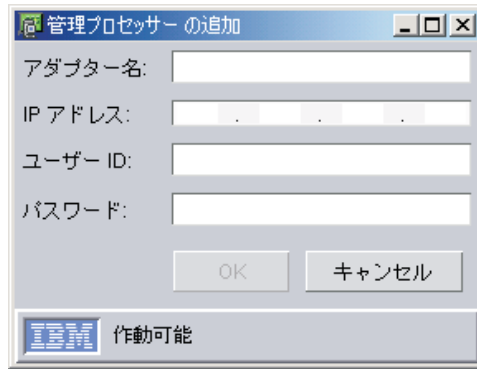 管理プロセッサー の追加
アダプター名:
IP アドレス:
. . .
ユーザー ID:
パスワード:
OK キャンセル
IBM 作動可能